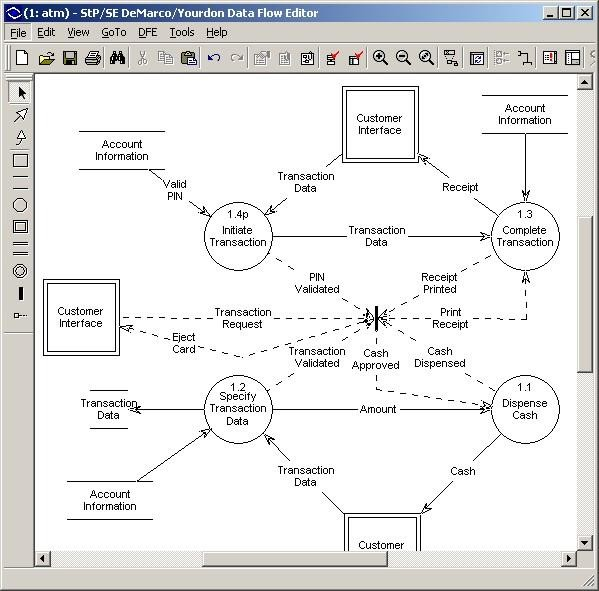 (1: atm) - StP/SE DeMarco/Yourdon Data Flow Editor
File Edit View GoTo DFE Tools Help
Customer
Interface
Account
Information
Account
Information
Valid
PIN
Transaction
Data
Receipt
1.4p
Initiate
Transaction
Transaction
Data
1.3
Complete
Transaction
PIN
Validated
Receipt
Printed
Customer
Interface
Transaction
Request
Print
Receipt
Eject
Card
Transaction
Validated
Cash
Approved
Cash
Dispensed
Transaction
Data
1.2
Specify
Transaction
Data
Amount
1.1
Dispense
Cash
Transaction
Data
Cash
Account
Information
Customer